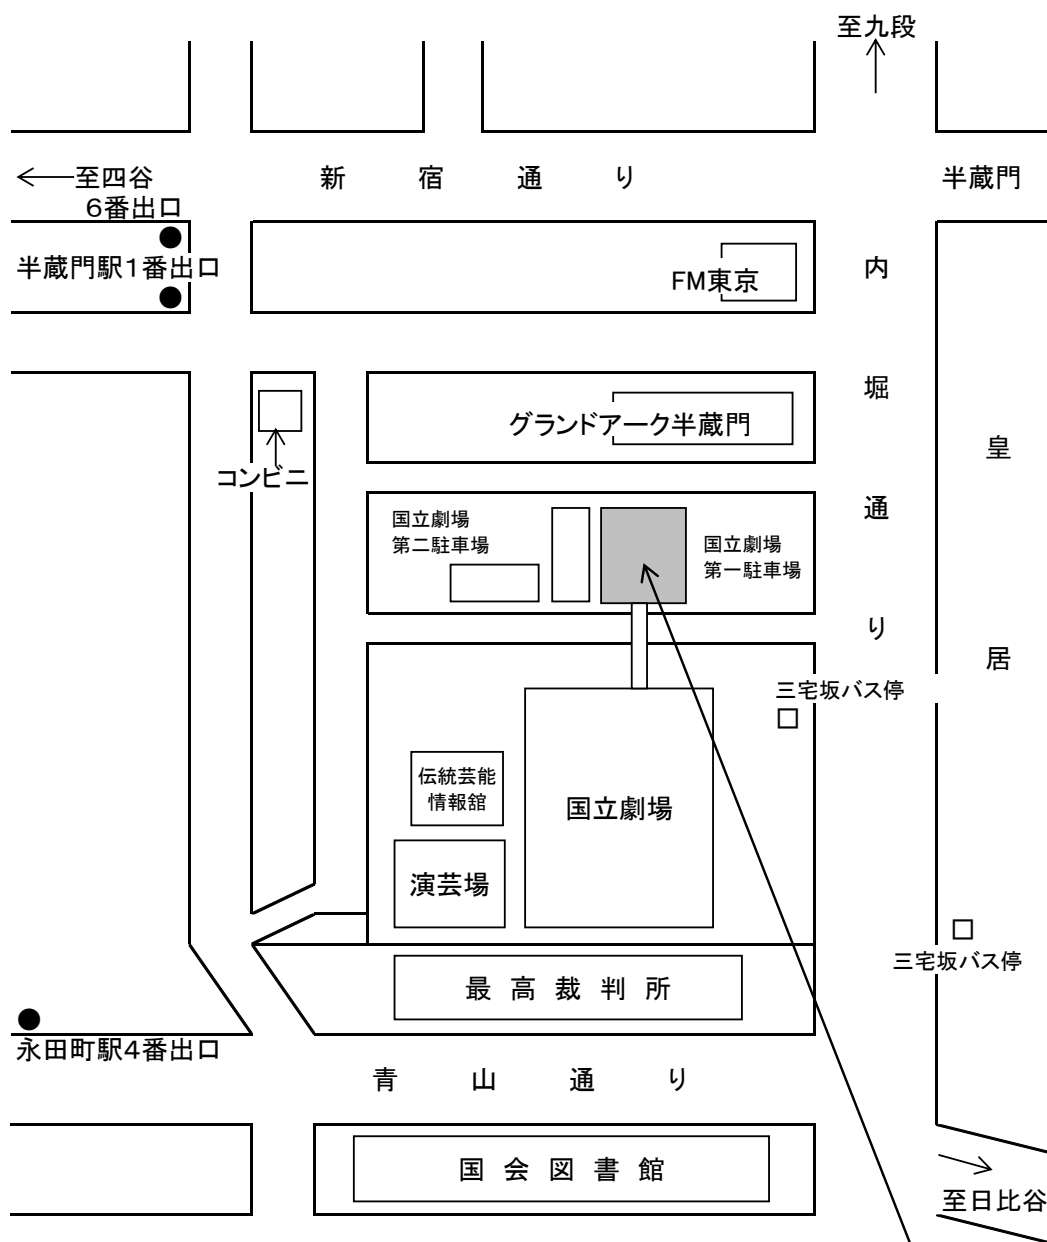 至九段
至四谷
新宿通り
半蔵門
6番出口
半蔵門駅1番出口
FM東京
内堀通り
グランドアーク半蔵門
皇居
コンビニ
国立劇場
第二駐車場
国立劇場
第一駐車場
三宅坂バス停
伝統芸能
情報舘
国立劇場
演芸場
三宅坂バス停
最高裁判所
永田町駅4番出口
青山通り
国会図書館
至日比谷